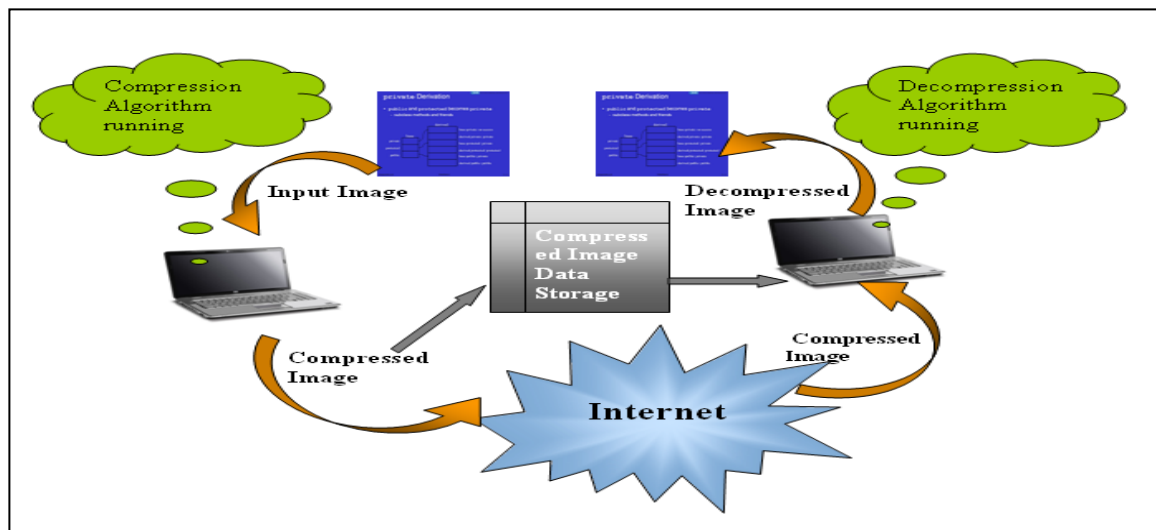 Compression
Algorithm
running
Decompression
Algorithm
running
private Derivation
private Derivation
Input Image
Decompressed
Image
Compress
ed Image
Data
Storage
Compressed
Image
Compressed
Image
Internet